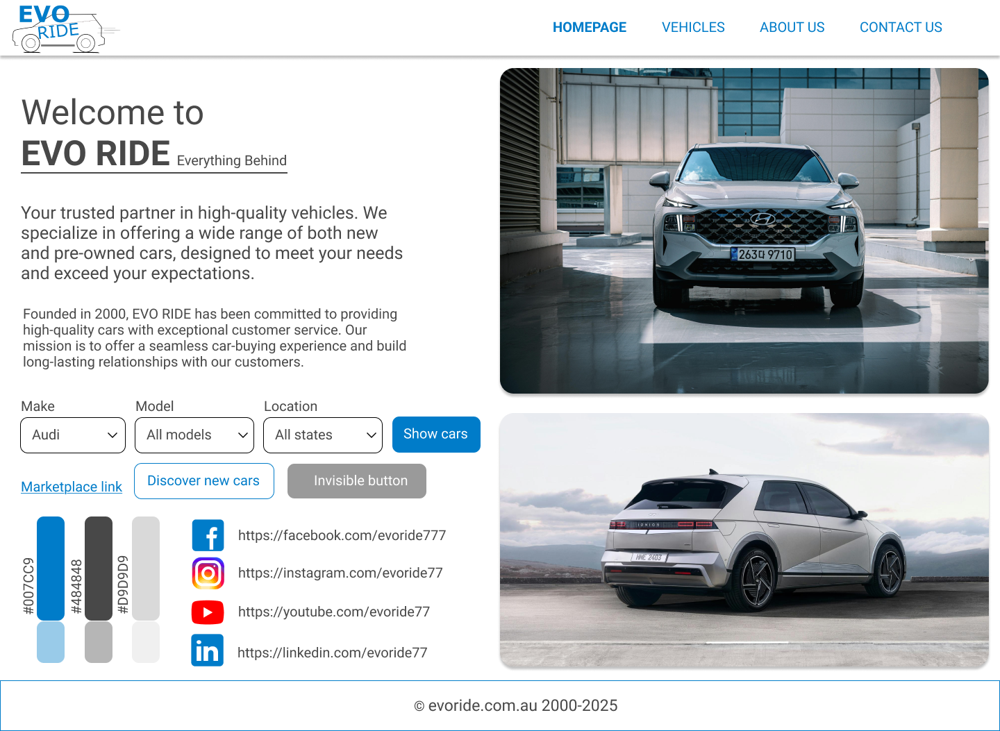 EVO
RIDE
HOMEPAGE
VEHICLES
ABOUT US
CONTACT US
Welcome to
EVO RIDE Everything Behind
Your trusted partner in high-quality vehicles. We
specialize in offering a wide range of both new
and pre-owned cars, designed to meet your needs
and exceed your expectations.
Founded in 2000, EVO RIDE has been committed to providing
high-quality cars with exceptional customer service. Our
mission is to offer a seamless car-buying experience and build
long-lasting relationships with our customers.
Make
Model
Location
Audi
All models
All states
Show cars
Marketplace link
Discover new cars
Invisible button
#007CC9
#484848
#D9D9D9
https://facebook.com/evoride777
https://instagram.com/evoride77
https://youtube.com/evoride77
in
https://linkedin.com/evoride77
263다 9710
IONIQ5
HNE 2403
© evoride.com.au 2000-2025